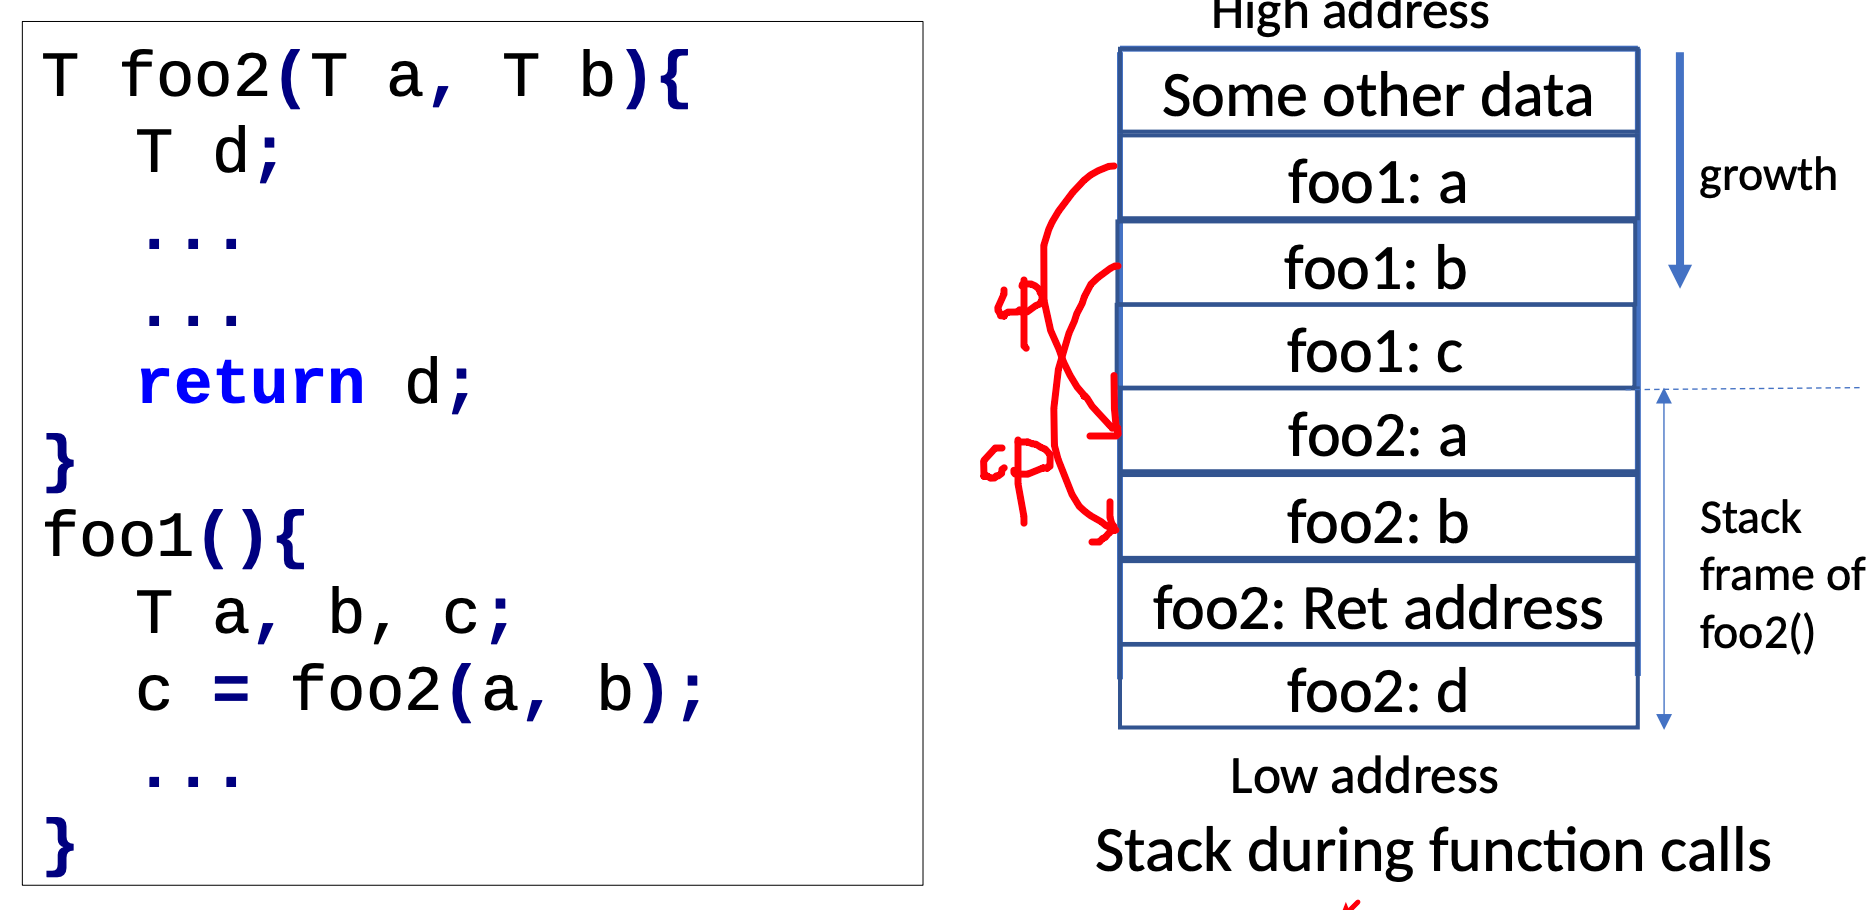 T foo2(T a, T b){
T d;
...
...
return d;
}
foo1(){
T a, b, c;
c = foo2(a, b);
...
}
High address
Some other data
foo1: a
foo1: b
foo1: c
foo2: a
foo2: b
foo2: Ret address
foo2: d
Low address
Stack during function calls
growth
Stack
frame of
foo2()
cp
cp